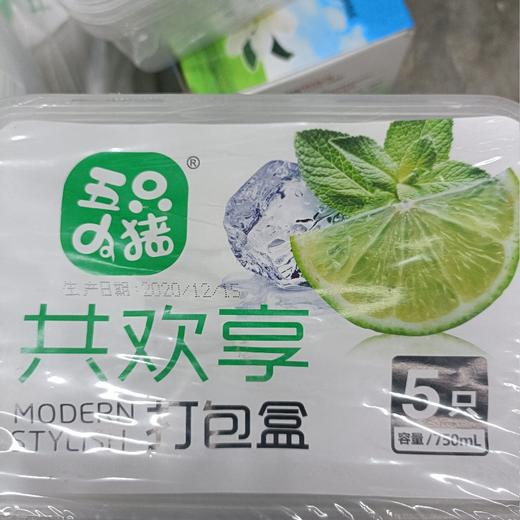 五只
猪
®
生产日期:2020/12/15
共欢享
MODERN
STYLISH
打包盒
5只
容量/750mL